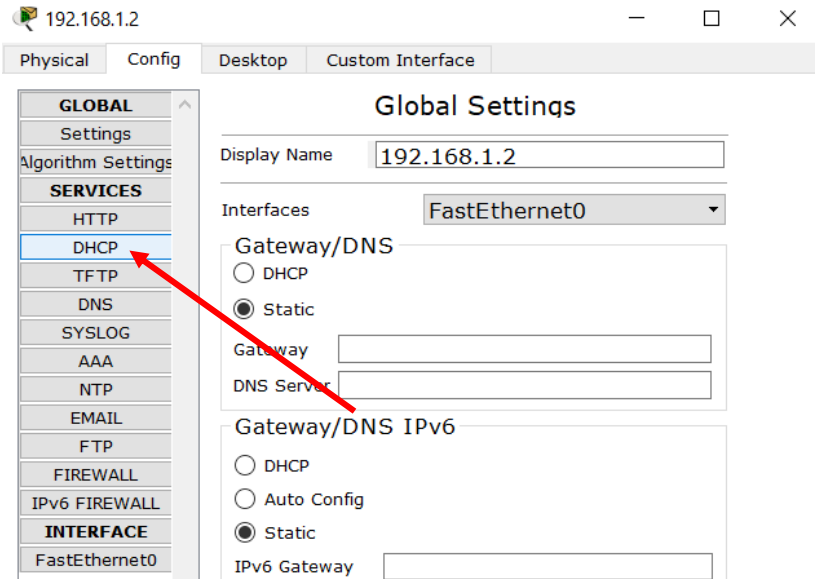 192.168.1.2
Physical Config Desktop Custom Interface
GLOBAL
Settings
Algorithm Settings
SERVICES
HTTP
DHCP
TFTP
DNS
SYSLOG
AAA
NTP
EMAIL
FTP
FIREWALL
IPv6 FIREWALL
INTERFACE
FastEthernet0
Global Settings
Display Name 192.168.1.2
Interfaces FastEthernet0
Gateway/DNS
DHCP
Static
Gateway
DNS Server
Gateway/DNS IPv6
DHCP
Auto Config
Static
IPv6 Gateway